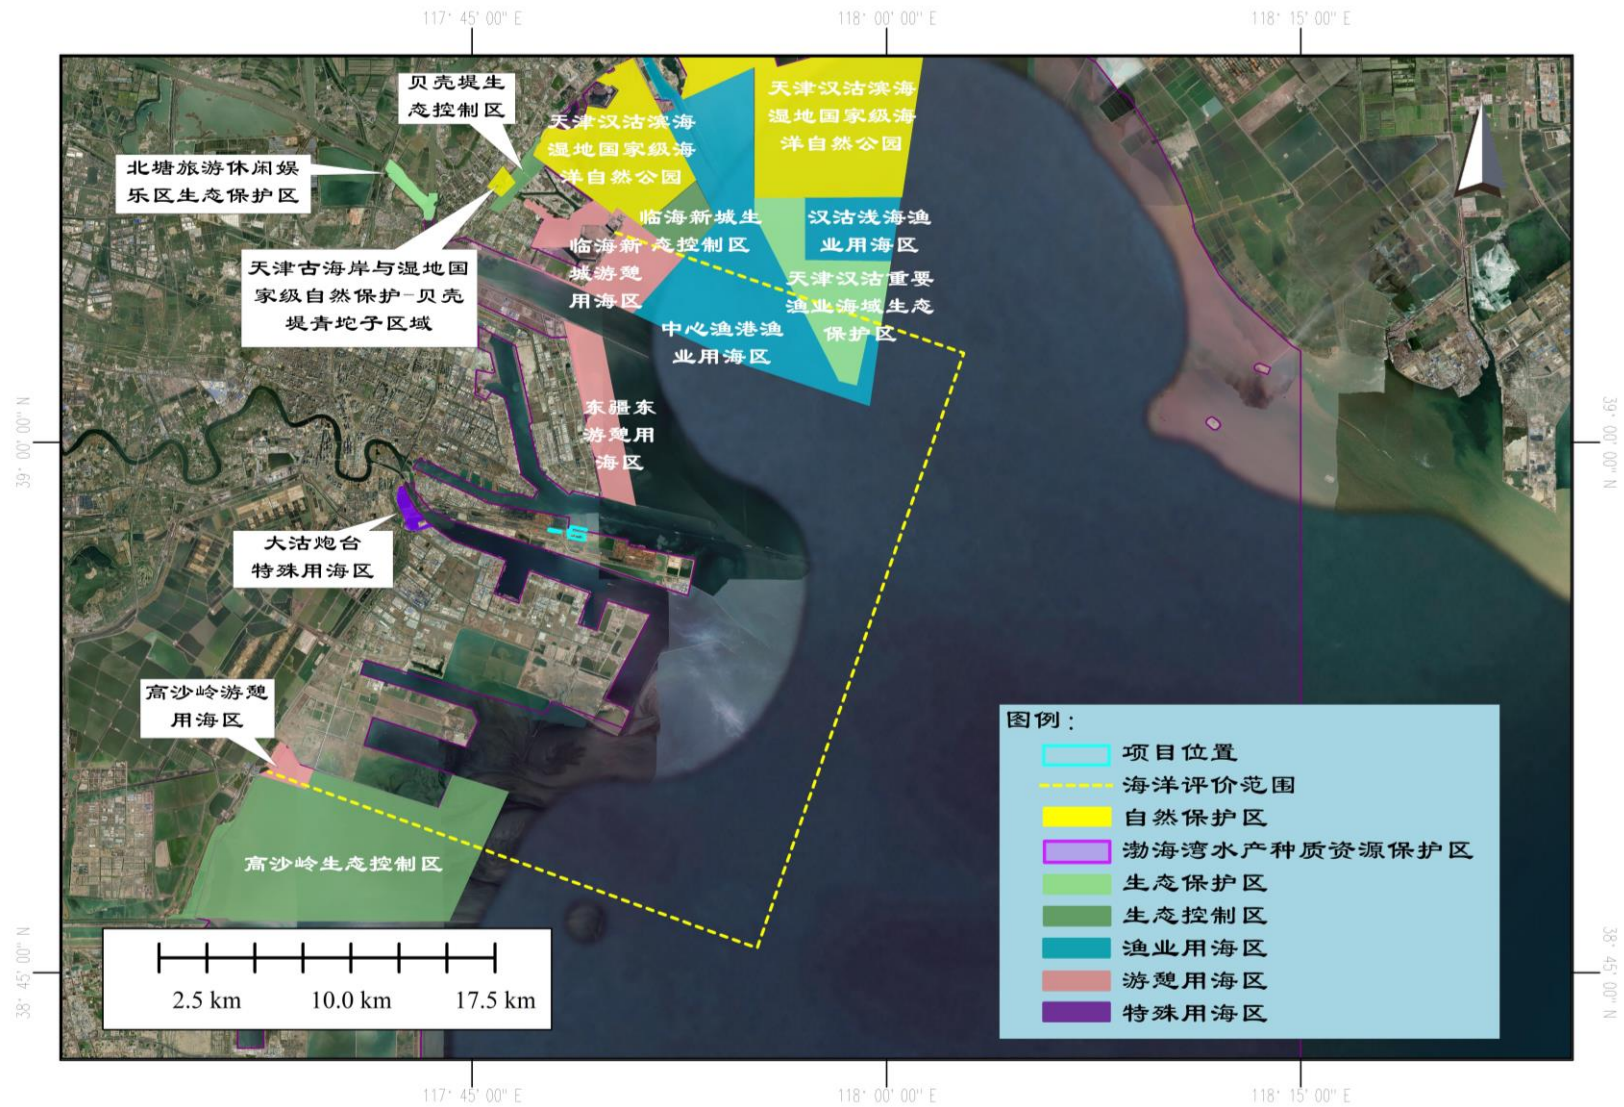 117° 45' 00" E
118° 00' 00" E
118° 15' 00" E
贝壳堤生
态控制区
天津汉沽滨海
湿地国家级海
洋自然公园
天津汉沽滨海
湿地国家级海
洋自然公园
北塘旅游休闲娱
乐区生态保护区
临海新城生
态控制区
汉沽浅海渔
业用海区
临海新
城游憩
用海区
天津古海岸与湿地国
家级自然保护-贝壳
堤青坨子区域
天津汉沽重要
渔业海域生态
保护区
中心渔港渔
业用海区
东疆东
游憩用
海区
39° 00' 00" N
39° 00' 00" N
大沽炮台
特殊用海区
高沙岭游憩
用海区
高沙岭生态控制区
图例：
项目位置
海洋评价范围
自然保护区
渤海湾水产种质资源保护区
生态保护区
生态控制区
渔业用海区
游憩用海区
特殊用海区
38° 45' 00" N
38° 45' 00" N
2.5 km 10.0 km 17.5 km
117° 45' 00" E
118° 00' 00" E
118° 15' 00" E